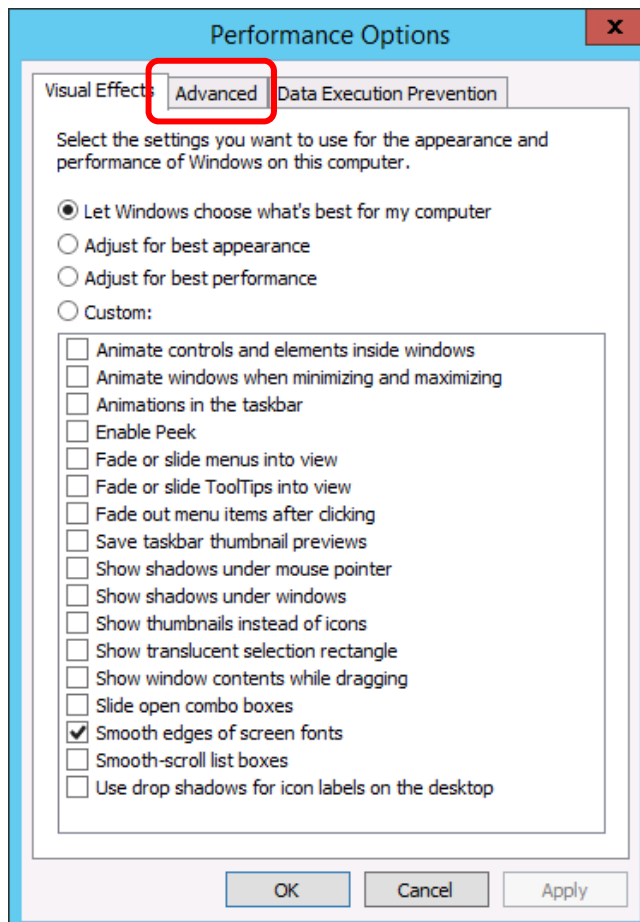 Performance Options
x
Visual Effects Advanced Data Execution Prevention
Select the settings you want to use for the appearance and
performance of Windows on this computer.
Let Windows choose what's best for my computer
Adjust for best appearance
Adjust for best performance
Custom:
Animate controls and elements inside windows
Animate windows when minimizing and maximizing
Animations in the taskbar
Enable Peek
Fade or slide menus into view
Fade or slide ToolTips into view
Fade out menu items after clicking
Save taskbar thumbnail previews
Show shadows under mouse pointer
Show shadows under windows
Show thumbnails instead of icons
Show translucent selection rectangle
Show window contents while dragging
Slide open combo boxes
Smooth edges of screen fonts
Smooth-scroll list boxes
Use drop shadows for icon labels on the desktop
OK Cancel Apply